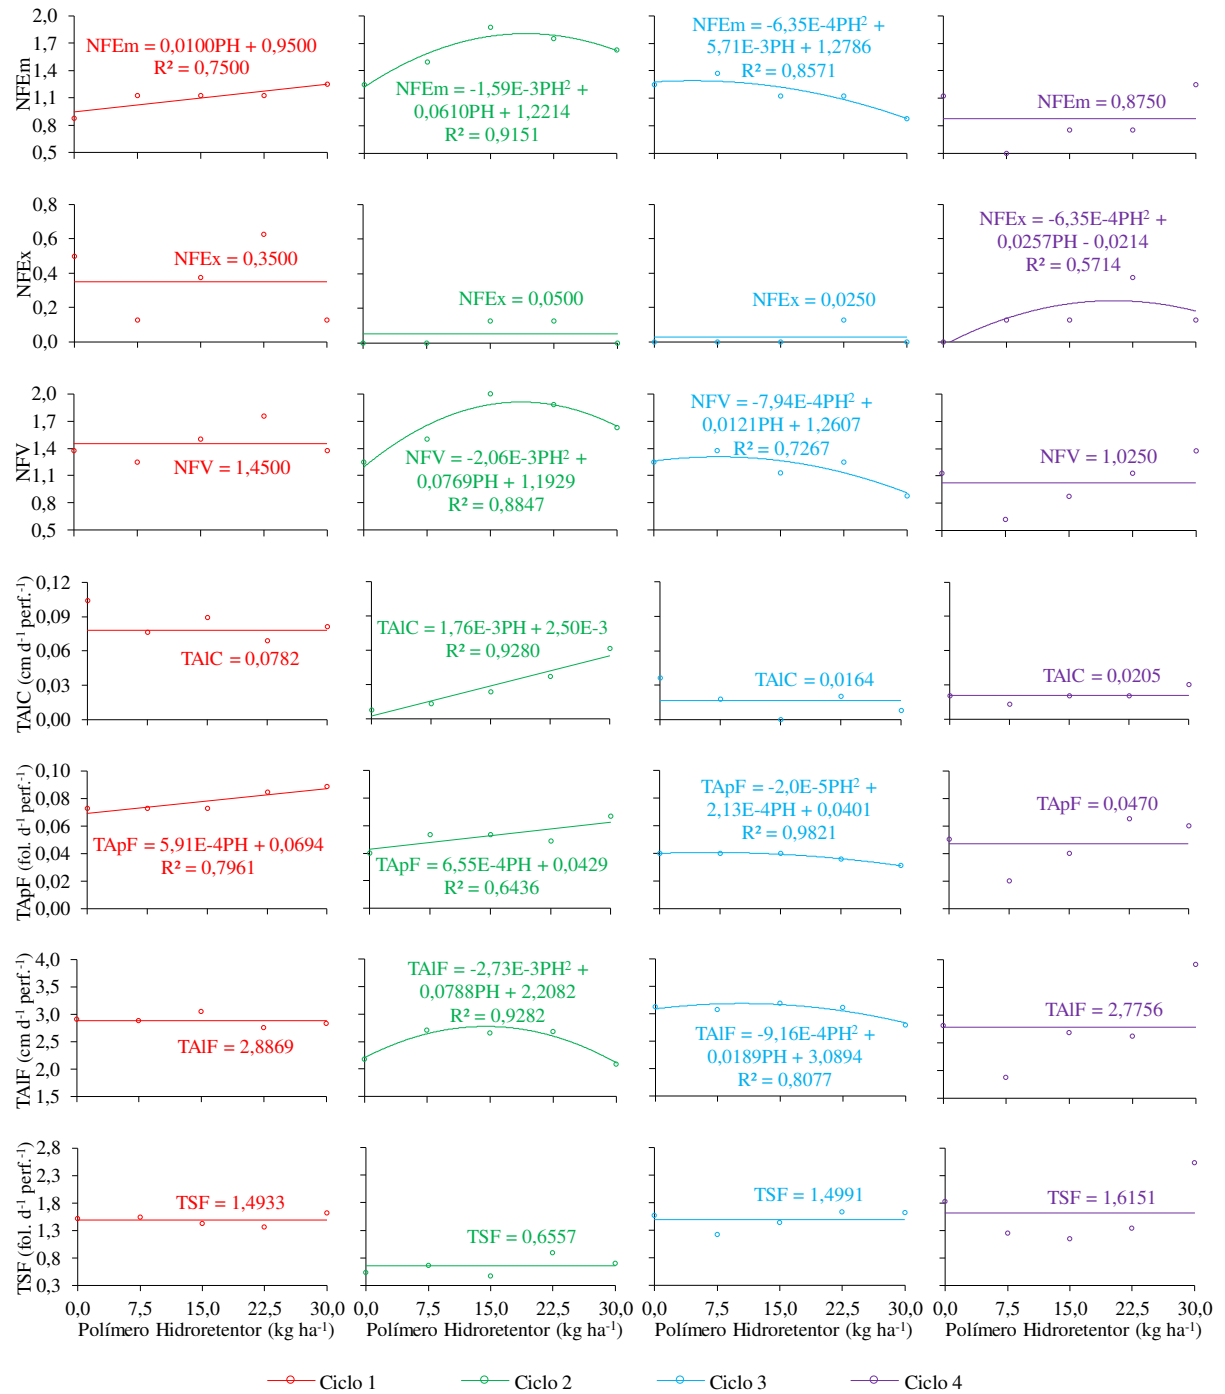 NFEm
2,0
1,7
1,4
1,1
0,8
0,5
NFEm = 0,0100PH + 0,9500
R² = 0,7500
NFEm = -1,59E-3PH² +
0,0610PH + 1,2214
R² = 0,9151
NFEm = -6,35E-4PH² +
5,71E-3PH + 1,2786
R² = 0,8571
NFEm = 0,8750
NFEx
0,8
0,6
0,4
0,2
0,0
NFEx = 0,3500
NFEx = 0,0500
NFEx = 0,0250
NFEx = -6,35E-4PH² +
0,0257PH - 0,0214
R² = 0,5714
NFV
2,0
1,7
1,4
1,1
0,8
0,5
NFV = 1,4500
NFV = -2,06E-3PH² +
0,0769PH + 1,1929
R² = 0,8847
NFV = -7,94E-4PH² +
0,0121PH + 1,2607
R² = 0,7267
NFV = 1,0250
TAlC (cm d⁻¹ perf.⁻¹)
0,12
0,09
0,06
0,03
0,00
TAlC = 0,0782
TAlC = 1,76E-3PH + 2,50E-3
R² = 0,9280
TAlC = 0,0164
TAlC = 0,0205
TApF (fol. d⁻¹ perf.⁻¹)
0,10
0,08
0,06
0,04
0,02
0,00
TApF = 5,91E-4PH + 0,0694
R² = 0,7961
TApF = 6,55E-4PH + 0,0429
R² = 0,6436
TApF = -2,0E-5PH² +
2,13E-4PH + 0,0401
R² = 0,9821
TApF = 0,0470
TAlF (cm d⁻¹ perf.⁻¹)
4,0
3,5
3,0
2,5
2,0
1,5
TAlF = 2,8869
TAlF = -2,73E-3PH² +
0,0788PH + 2,2082
R² = 0,9282
TAlF = -9,16E-4PH² +
0,0189PH + 3,0894
R² = 0,8077
TAlF = 2,7756
TSF (fol. d⁻¹ perf.⁻¹)
2,8
2,3
1,8
1,3
0,8
0,3
TSF = 1,4933
TSF = 0,6557
TSF = 1,4991
TSF = 1,6151
0,0 7,5 15,0 22,5 30,0 0,0 7,5 15,0 22,5 30,0 0,0 7,5 15,0 22,5 30,0 0,0 7,5 15,0 22,5 30,0
Polímero Hidroretentor (kg ha⁻¹) Polímero Hidroretentor (kg ha⁻¹) Polímero Hidroretentor (kg ha⁻¹) Polímero Hidroretentor (kg ha⁻¹)
Ciclo 1 Ciclo 2 Ciclo 3 Ciclo 4